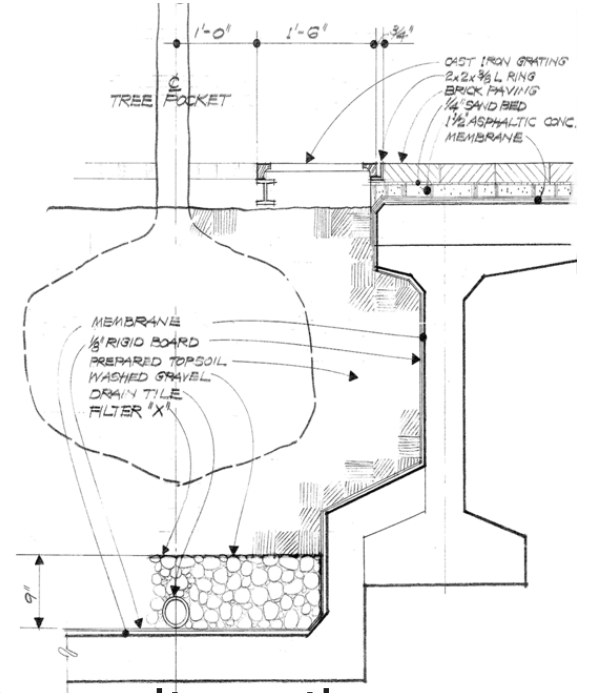 1'-0" 1'-6" 3/4"
CAST IRON GRATING
2x2x3/8 L RING
BRICK PAVING
1/4" SAND BED
1 1/2" ASPHALTIC CONC.
MEMBRANE
℄
TREE POCKET
MEMBRANE
1/8" RIGID BOARD
PREPARED TOPSOIL
WASHED GRAVEL
DRAIN TILE
FILTER "X"
9"